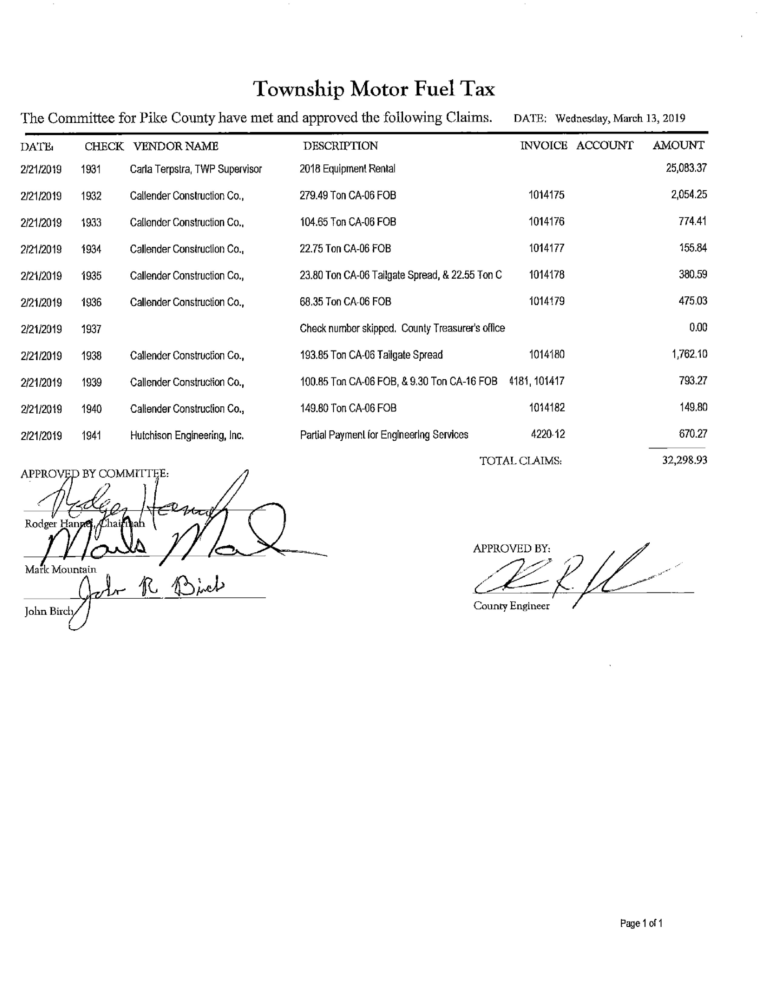 Township Motor Fuel Tax
The Committee for Pike County have met and approved the following Claims. DATE: Wednesday, March 13, 2019
DATE: CHECK VENDOR NAME DESCRIPTION INVOICE ACCOUNT AMOUNT
2/21/2019 1931 Carla Terpstra, TWP Supervisor 2018 Equipment Rental 25,083.37
2/21/2019 1932 Callender Construction Co., 279.49 Ton CA-06 FOB 1014175 2,054.25
2/21/2019 1933 Callender Construction Co., 104.65 Ton CA-06 FOB 1014176 774.41
2/21/2019 1934 Callender Construction Co., 22.75 Ton CA-06 FOB 1014177 155.84
2/21/2019 1935 Callender Construction Co., 23.80 Ton CA-06 Tailgate Spread, & 22.55 Ton C 1014178 380.59
2/21/2019 1936 Callender Construction Co., 68.35 Ton CA-06 FOB 1014179 475.03
2/21/2019 1937 Check number skipped. County Treasurer's office 0.00
2/21/2019 1938 Callender Construction Co., 193.85 Ton CA-06 Tailgate Spread 1014180 1,762.10
2/21/2019 1939 Callender Construction Co., 100.85 Ton CA-06 FOB, & 9.30 Ton CA-16 FOB 4181, 101417 793.27
2/21/2019 1940 Callender Construction Co., 149.80 Ton CA-06 FOB 1014182 149.80
2/21/2019 1941 Hutchison Engineering, Inc. Partial Payment for Engineering Services 4220-12 670.27
TOTAL CLAIMS: 32,298.93
APPROVED BY COMMITTEE:
Rodger Hannel, Chairman
APPROVED BY:
Mark Mountain
John R Birch
John Birch
County Engineer
Page 1 of 1